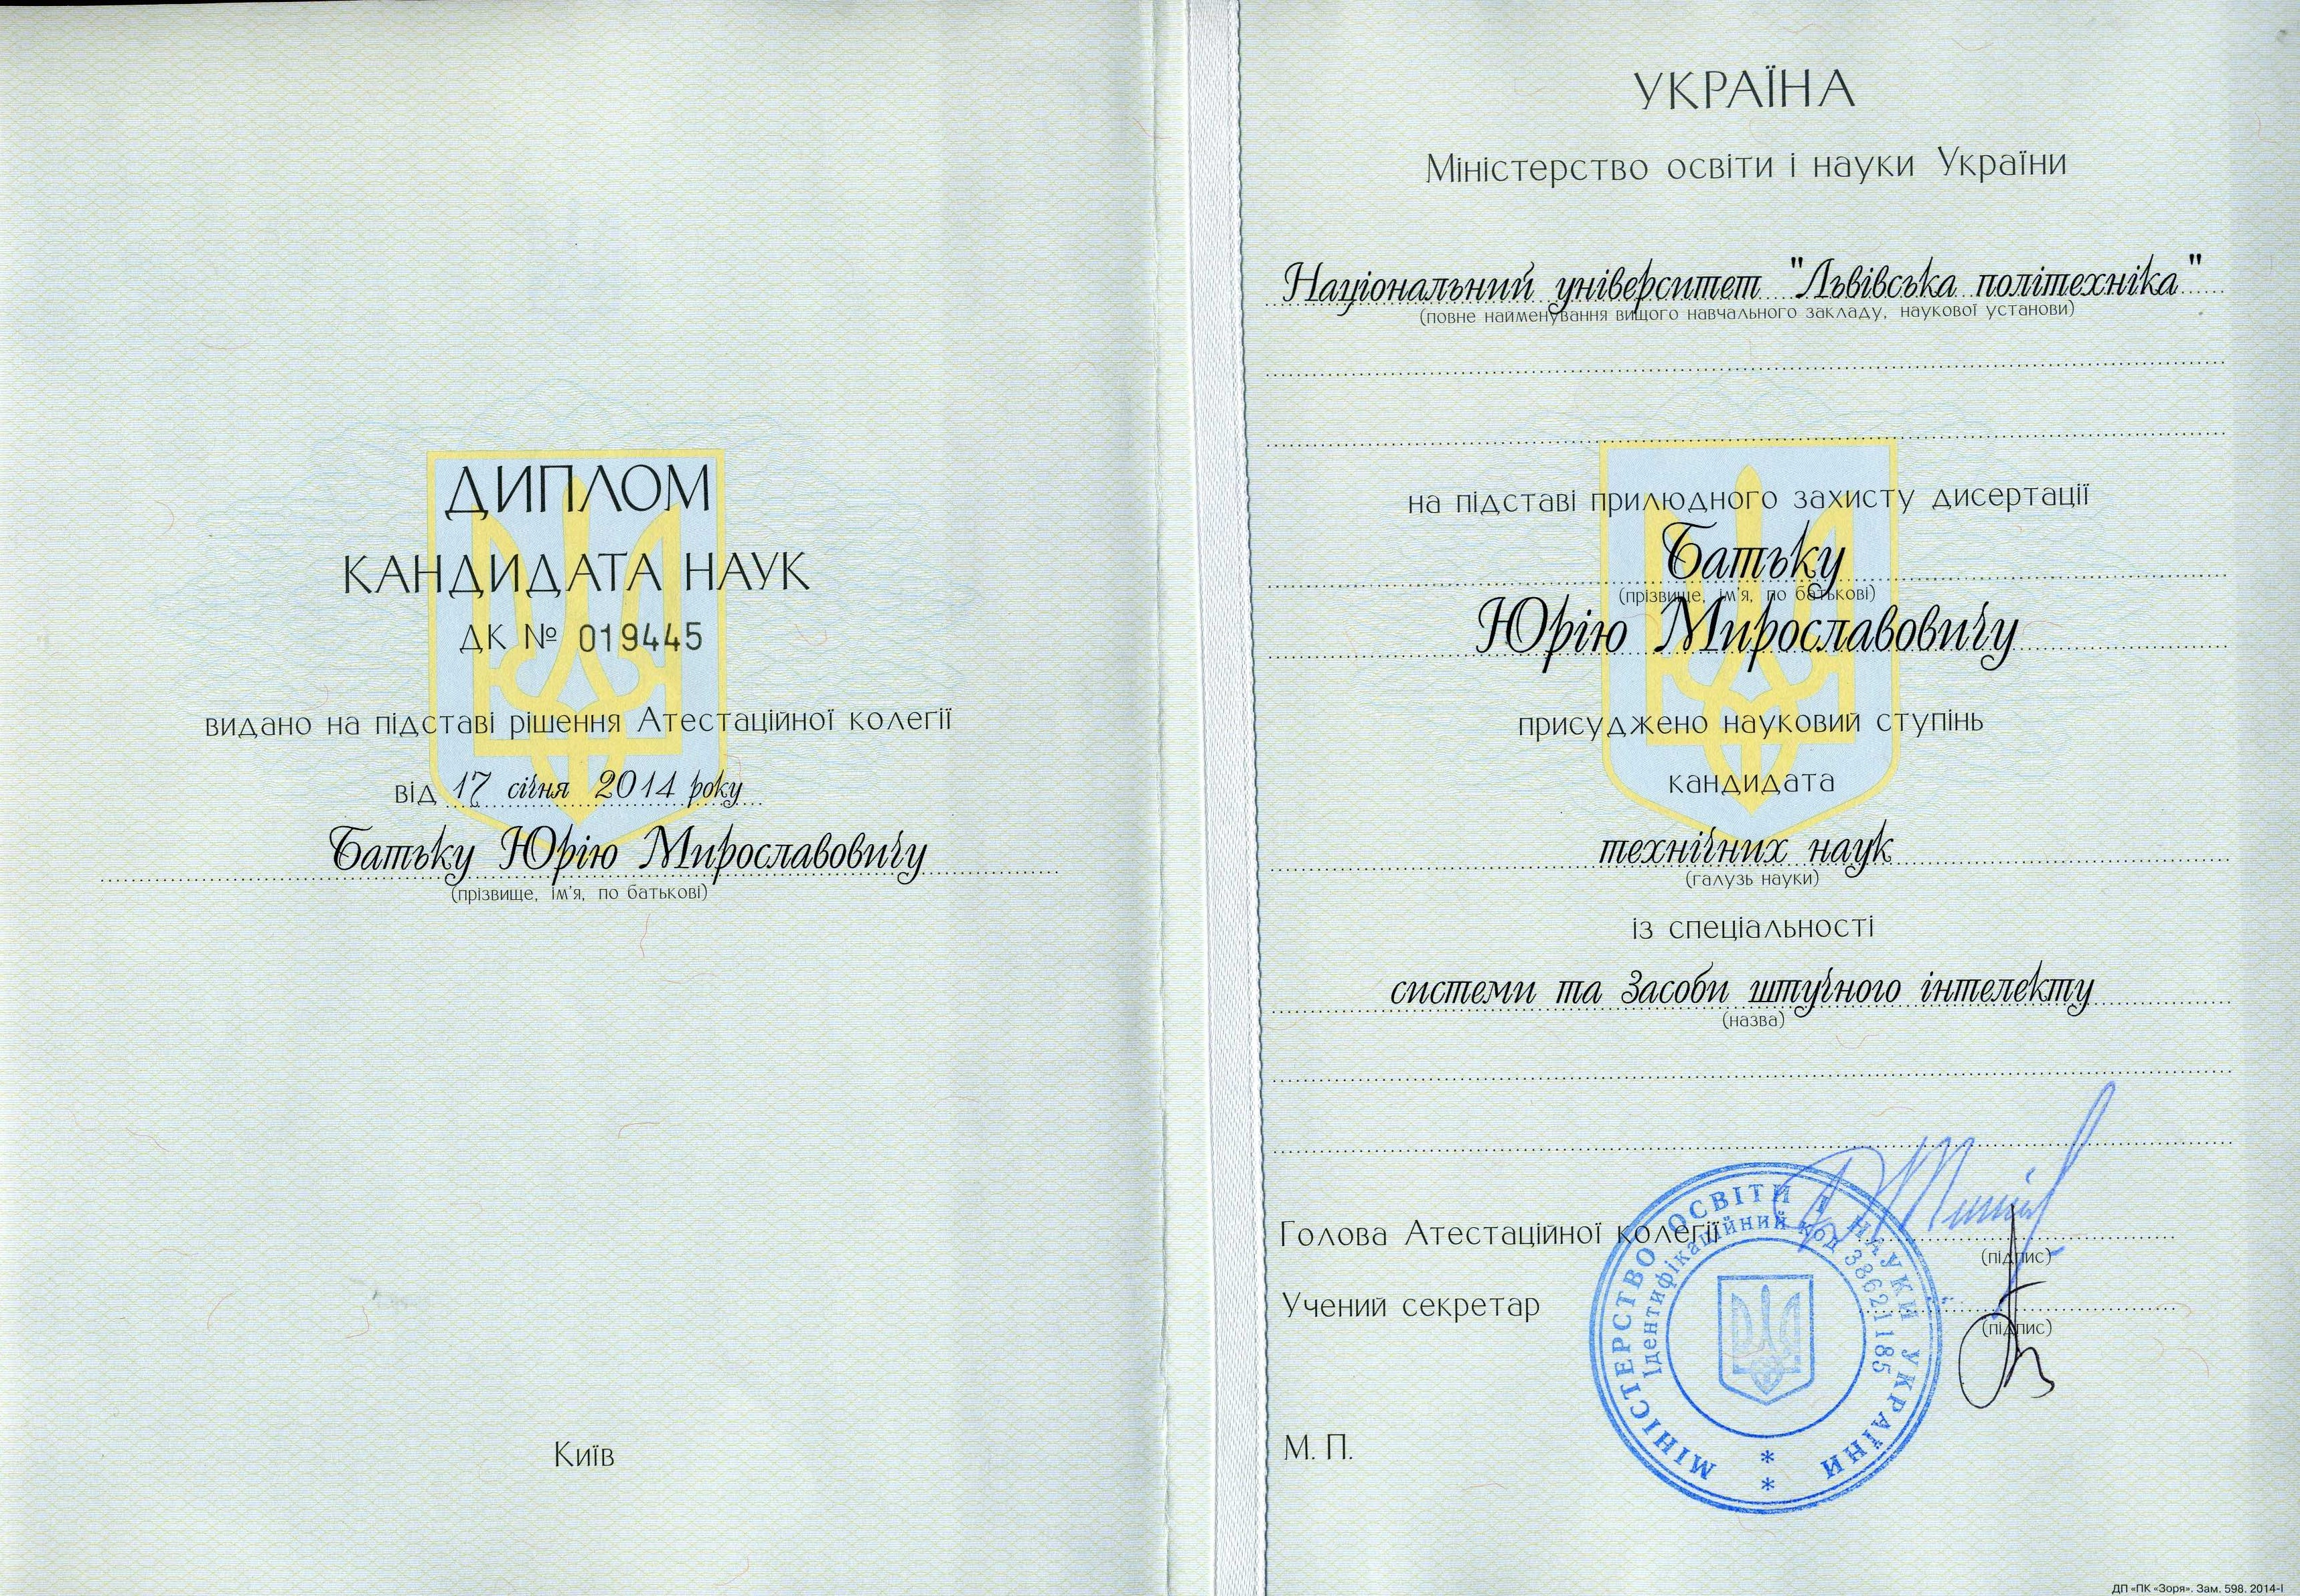 ДИПЛОМ
КАНДИДАТА НАУК
ДК № 019445
видано на підставі рішення Атестаційної колегії
від 17 січня 2014 року
Батьку Юрію Мирославовичу
(прізвище, ім'я, по батькові)
Київ
УКРАЇНА
Міністерство освіти і науки України
Національний університет "Львівська політехніка"
(повне найменування вищого навчального закладу, наукової установи)
на підставі прилюдного захисту дисертації
Батьку
(прізвище, ім'я, по батькові)
Юрію Мирославовичу
присуджено науковий ступінь
кандидата
технічних наук
(галузь науки)
із спеціальності
системи та засоби штучного інтелекту
(назва)
Голова Атестаційної колегії
(підпис)
Учений секретар
(підпис)
М. П.
МІНІСТЕРСТВО ОСВІТИ І НАУКИ УКРАЇНИ
Ідентифікаційний код 38621185
* *
ДП «ПК «Зоря». Зам. 598. 2014-І